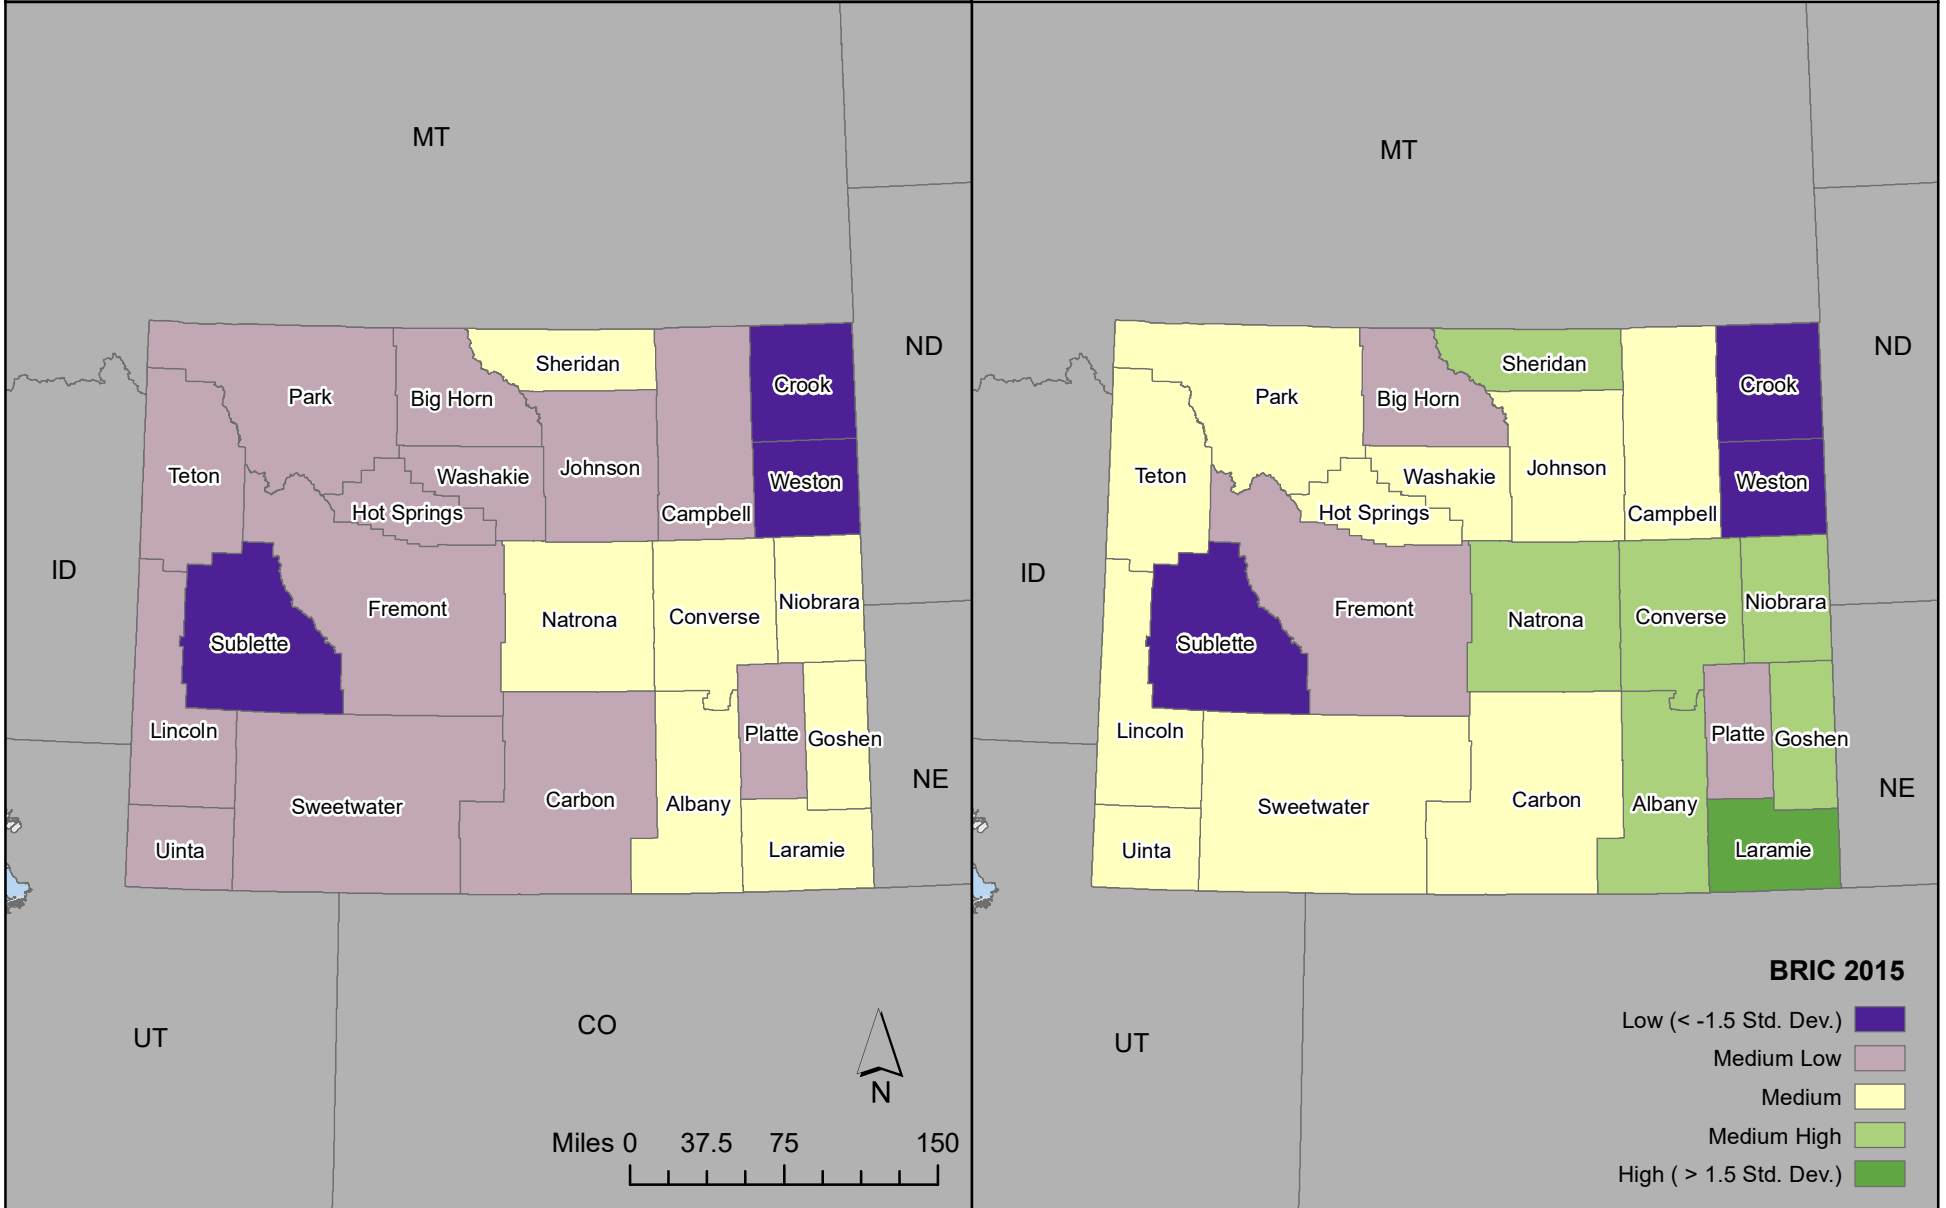 MT
ND
Sheridan
Crook
Park
Big Horn
Johnson
Teton
Washakie
Weston
Hot Springs
Campbell
ID
Fremont
Niobrara
Natrona
Converse
Sublette
Lincoln
Platte
Goshen
NE
Carbon
Albany
Sweetwater
Uinta
Laramie
CO
UT
N
Miles 0 37.5 75 150
MT
ND
Sheridan
Crook
Park
Big Horn
Johnson
Teton
Washakie
Weston
Hot Springs
Campbell
ID
Fremont
Niobrara
Natrona
Converse
Sublette
Lincoln
Platte
Goshen
NE
Carbon
Albany
Sweetwater
Uinta
Laramie
UT
BRIC 2015
Low (< -1.5 Std. Dev.)
Medium Low
Medium
Medium High
High ( > 1.5 Std. Dev.)